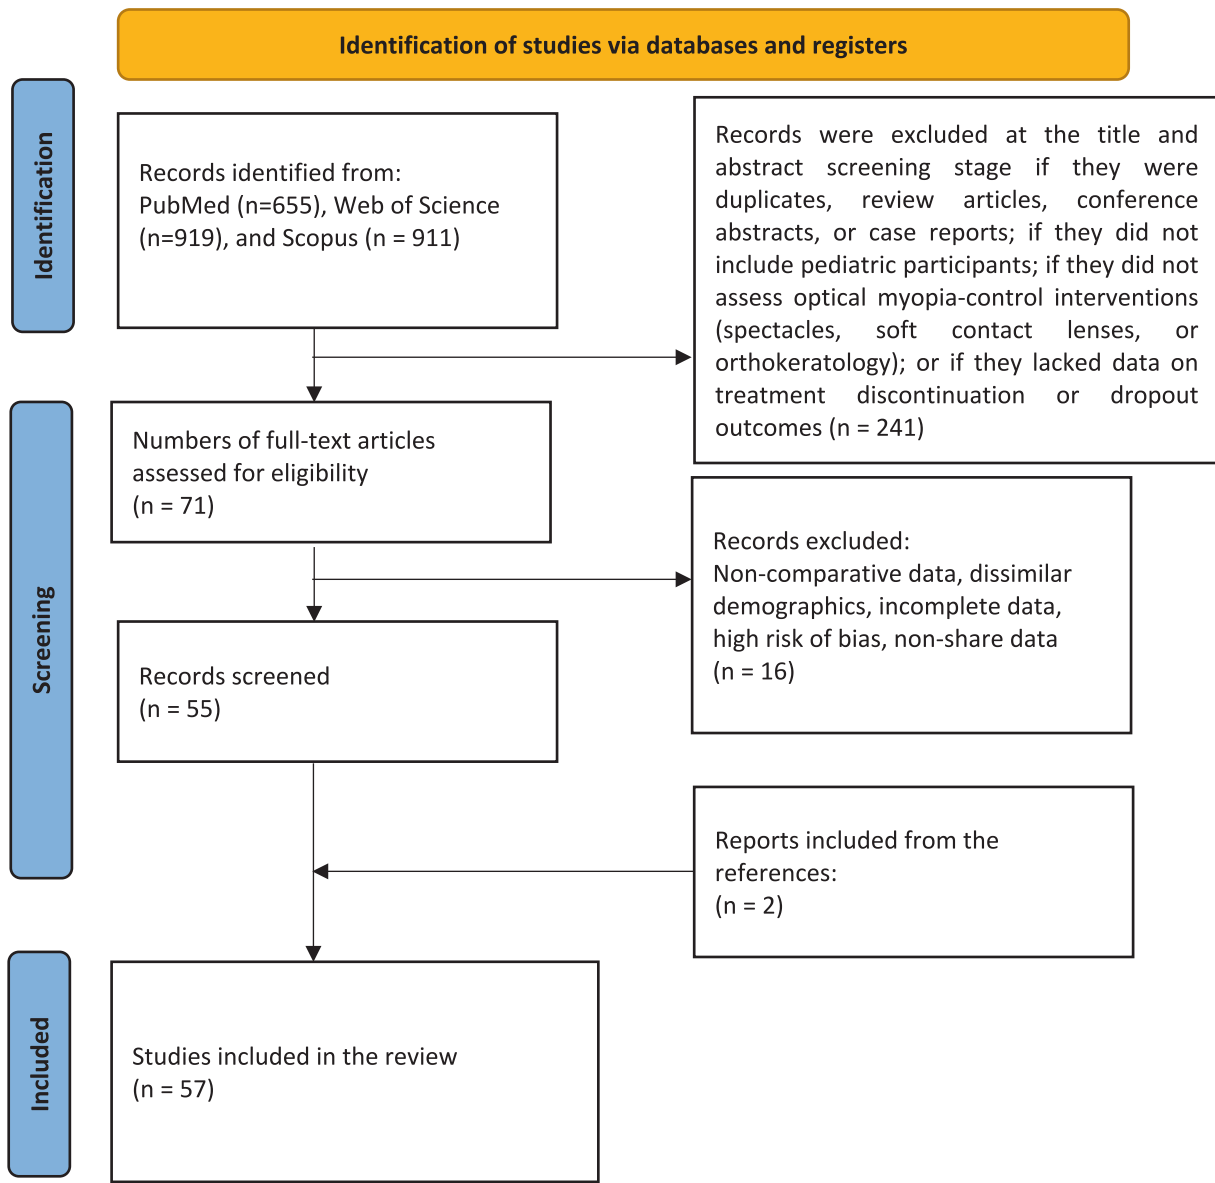 Identification of studies via databases and registers
Identification
Records identified from:
PubMed (n=655), Web of Science
(n=919), and Scopus (n = 911)
Records were excluded at the title and
abstract screening stage if they were
duplicates, review articles, conference
abstracts, or case reports; if they did not
include pediatric participants; if they did not
assess optical myopia-control interventions
(spectacles, soft contact lenses, or
orthokeratology); or if they lacked data on
treatment discontinuation or dropout
outcomes (n = 241)
Screening
Numbers of full-text articles
assessed for eligibility
(n = 71)
Records excluded:
Non-comparative data, dissimilar
demographics, incomplete data,
high risk of bias, non-share data
(n = 16)
Records screened
(n = 55)
Reports included from the
references:
(n = 2)
Included
Studies included in the review
(n = 57)